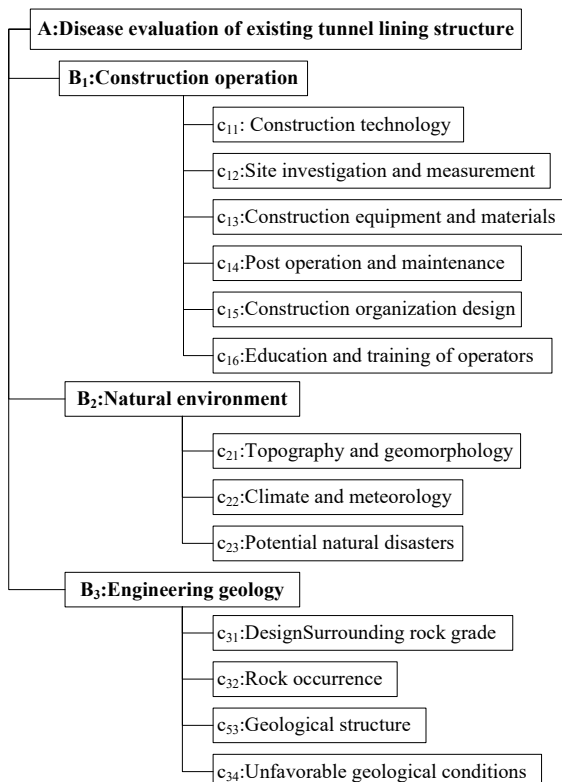 A:Disease evaluation of existing tunnel lining structure
B₁:Construction operation
c₁₁: Construction technology
c₁₂:Site investigation and measurement
c₁₃:Construction equipment and materials
c₁₄:Post operation and maintenance
c₁₅:Construction organization design
c₁₆:Education and training of operators
B₂:Natural environment
c₂₁:Topography and geomorphology
c₂₂:Climate and meteorology
c₂₃:Potential natural disasters
B₃:Engineering geology
c₃₁:DesignSurrounding rock grade
c₃₂:Rock occurrence
c₅₃:Geological structure
c₃₄:Unfavorable geological conditions